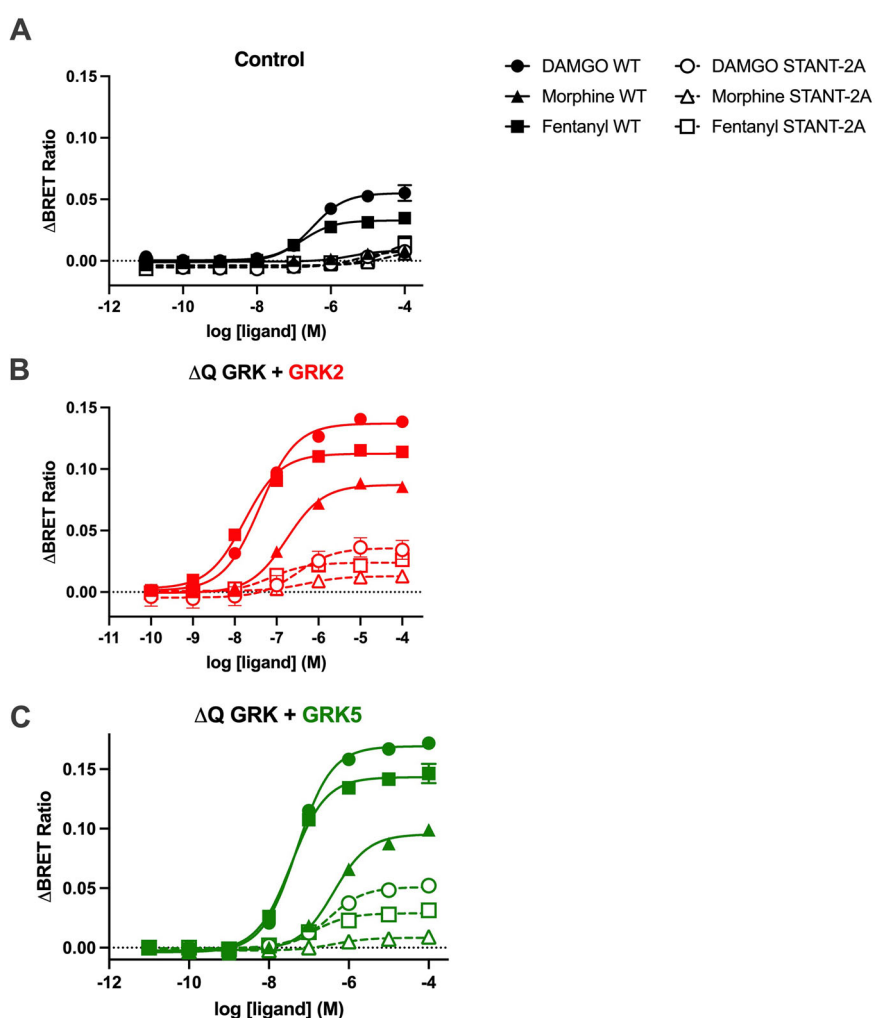 A
Control
DAMGO WT
DAMGO STANT-2A
Morphine WT
Morphine STANT-2A
Fentanyl WT
Fentanyl STANT-2A
ΔBRET Ratio
0.15
0.10
0.05
0.00
-12 -10 -8 -6 -4
log [ligand] (M)
B
ΔQ GRK + GRK2
ΔBRET Ratio
0.15
0.10
0.05
0.00
-11 -10 -9 -8 -7 -6 -5 -4
log [ligand] (M)
C
ΔQ GRK + GRK5
ΔBRET Ratio
0.15
0.10
0.05
0.00
-12 -10 -8 -6 -4
log [ligand] (M)